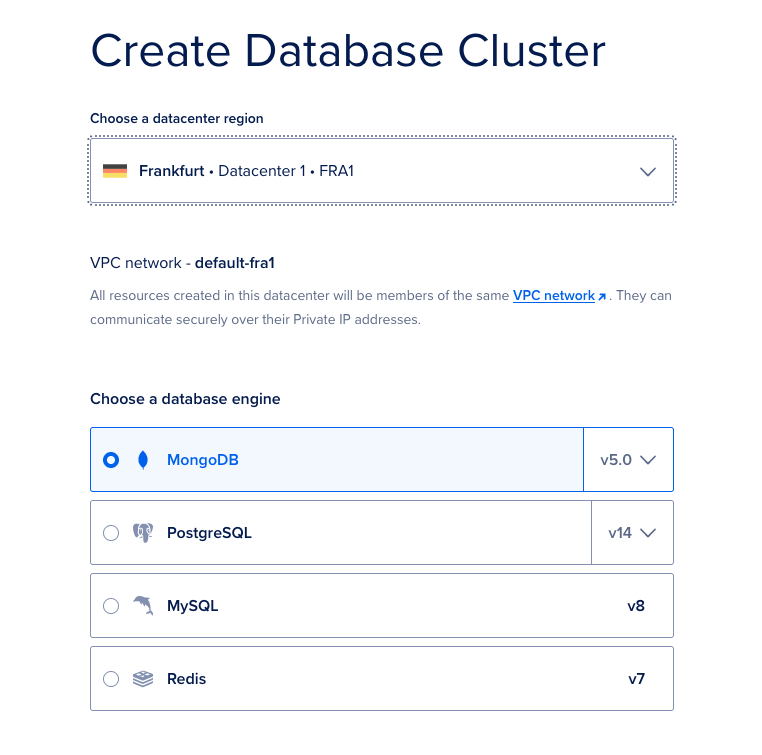 Create Database Cluster
Choose a datacenter region
Frankfurt • Datacenter 1 • FRA1
VPC network - default-fra1
All resources created in this datacenter will be members of the same VPC network. They can
communicate securely over their Private IP addresses.
Choose a database engine
MongoDB v5.0
PostgreSQL v14
MySQL v8
Redis v7